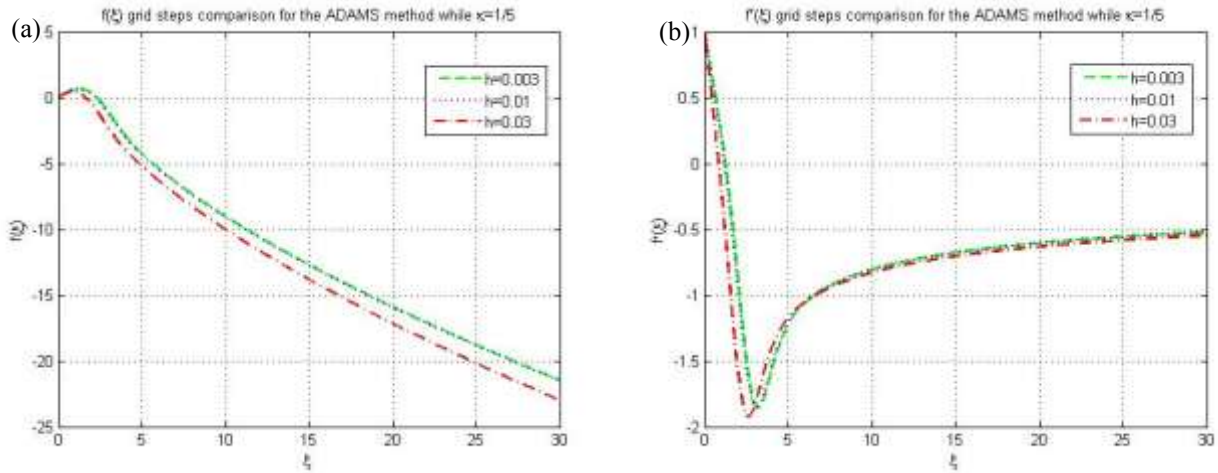 (a)
f(ξ) grid steps comparison for the ADAMS method while κ=1/5
5
0
-5
-10
-15
-20
-25
0 5 10 15 20 25 30
f(ξ)
ξ
h=0.003
h=0.01
h=0.03
(b)
f'(ξ) grid steps comparison for the ADAMS method while κ=1/5
1
0.5
0
-0.5
-1
-1.5
-2
0 5 10 15 20 25 30
f'(ξ)
ξ
h=0.003
h=0.01
h=0.03